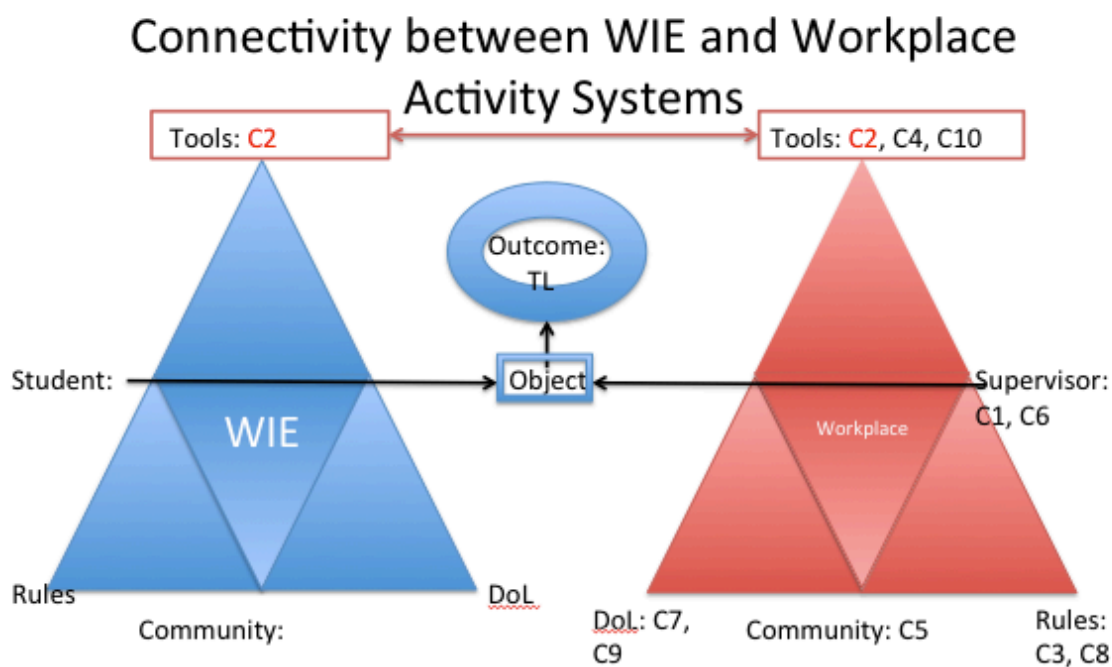 Connectivity between WIE and Workplace
Activity Systems
Tools: C2
Tools: C2, C4, C10
Outcome:
TL
Student:
Object
Supervisor:
C1, C6
WIE
Workplace
Rules
DoL
Community:
DoL: C7,
C9
Community: C5
Rules:
C3, C8